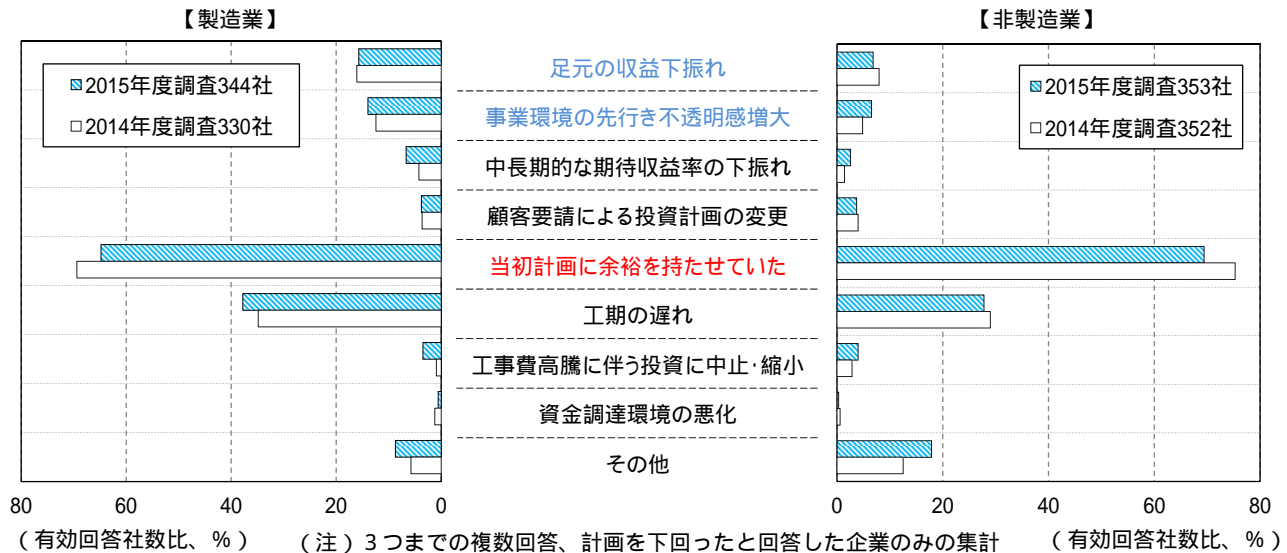 【製造業】
【非製造業】
2015年度調査344社
2014年度調査330社
2015年度調査353社
2014年度調査352社
足元の収益下振れ
事業環境の先行き不透明感増大
中長期的な期待収益率の下振れ
顧客要請による投資計画の変更
当初計画に余裕を持たせていた
工期の遅れ
工事費高騰に伴う投資に中止・縮小
資金調達環境の悪化
その他
80 60 40 20 0
0 20 40 60 80
(有効回答社数比、%)
(注)3つまでの複数回答、計画を下回ったと回答した企業のみの集計
(有効回答社数比、%)